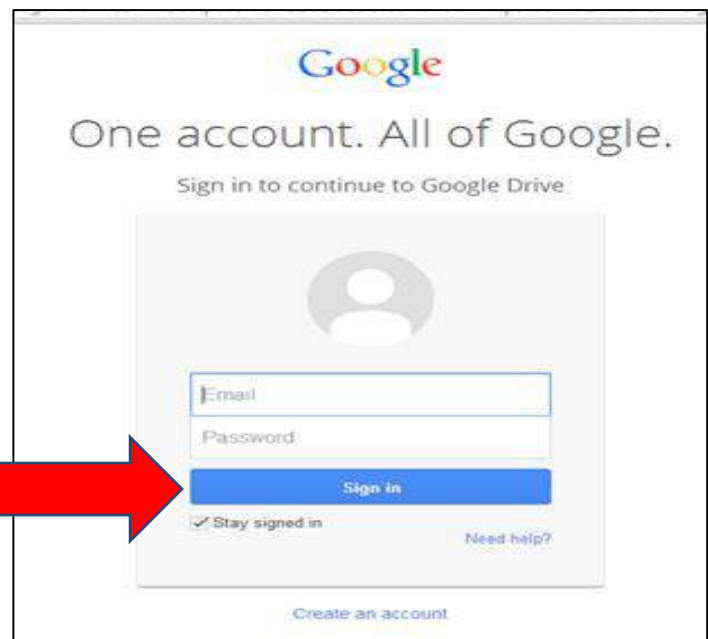 Google
One account. All of Google.
Sign in to continue to Google Drive
Email
Password
Sign in
Stay signed in
Need help?
Create an account